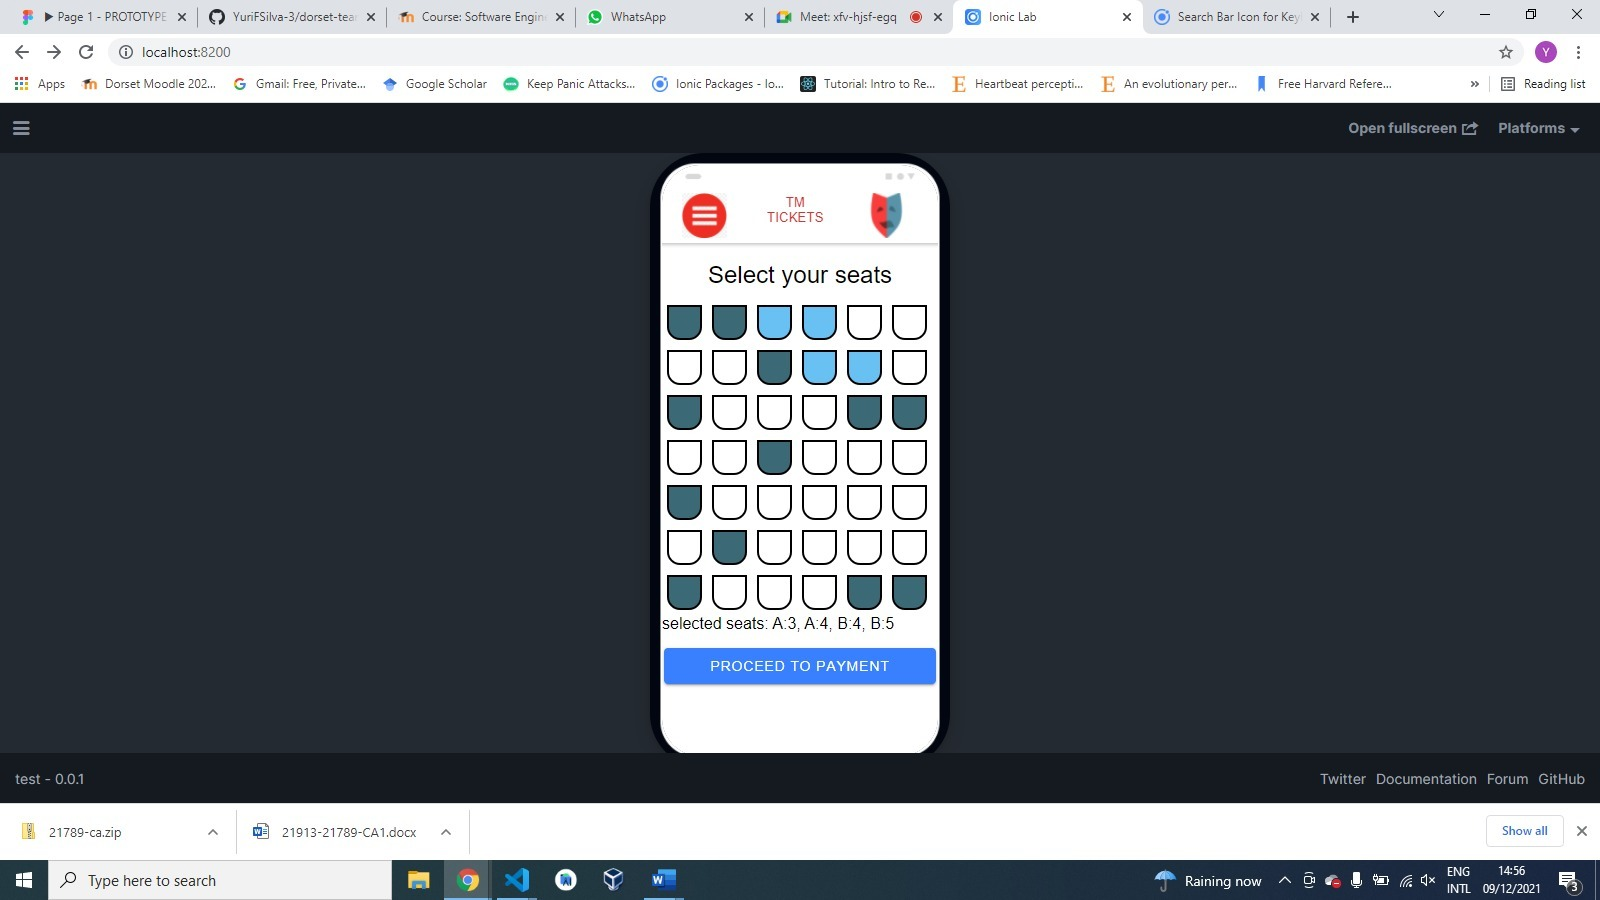 Page 1 - PROTOTYPE
YuriFSilva-3/dorset-tear
Course: Software Engin
WhatsApp
Meet: xfv-hjsf-egq
Ionic Lab
Search Bar Icon for Key
localhost:8200
Y
Apps
Dorset Moodle 202...
Gmail: Free, Private...
Google Scholar
Keep Panic Attacks...
Ionic Packages - Io...
Tutorial: Intro to Re...
Heartbeat percepti...
An evolutionary per...
Free Harvard Refere...
»
Reading list
Open fullscreen
Platforms
TM
TICKETS
Select your seats
selected seats: A:3, A:4, B:4, B:5
PROCEED TO PAYMENT
test - 0.0.1
Twitter Documentation Forum GitHub
21789-ca.zip
21913-21789-CA1.docx
Show all
Type here to search
Raining now
ENG
INTL
14:56
09/12/2021
3